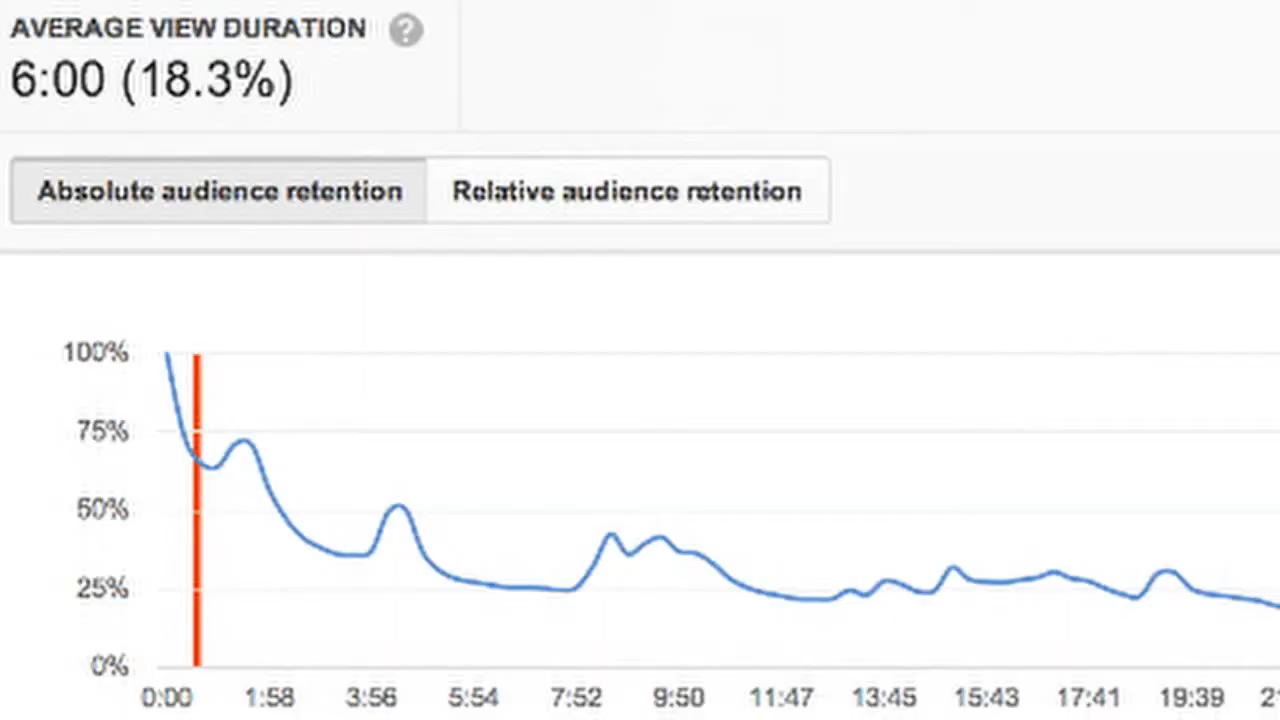 AVERAGE VIEW DURATION ?
6:00 (18.3%)
Absolute audience retention Relative audience retention
100%
75%
50%
25%
0%
0:00 1:58 3:56 5:54 7:52 9:50 11:47 13:45 15:43 17:41 19:39